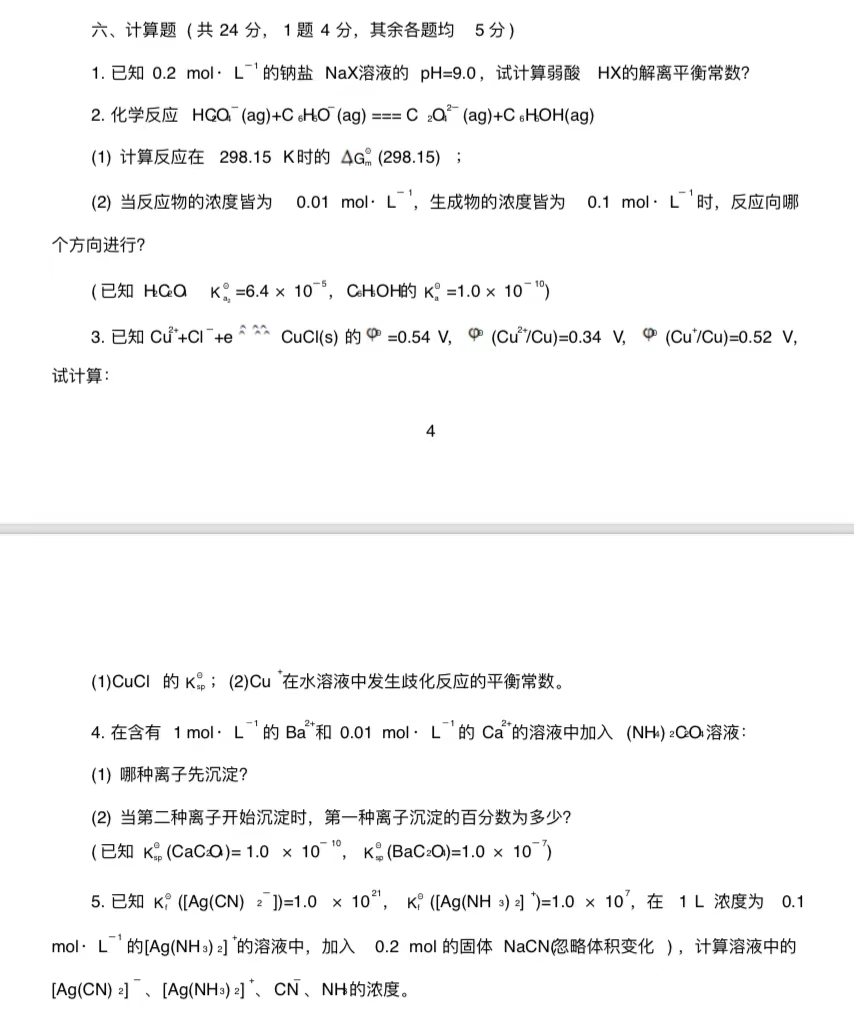 六、计算题 (共 24 分， 1 题 4 分，其余各题均 5 分)
1. 已知 0.2 mol· L⁻¹ 的钠盐 NaX溶液的 pH=9.0，试计算弱酸 HX的解离平衡常数?
2. 化学反应 HC₂O₄⁻ (ag)+C ₆H₅O⁻ (ag) === C ₂O₄²⁻ (ag)+C ₆H₅OH(ag)
(1) 计算反应在 298.15 K时的 ΔG⊖m (298.15) ；
(2) 当反应物的浓度皆为 0.01 mol· L⁻¹，生成物的浓度皆为 0.1 mol· L⁻¹时，反应向哪
个方向进行?
(已知 H₂C₂O₄ K⊖a₂ =6.4 × 10⁻⁵， C₆H₅OH的 K⊖a =1.0 × 10⁻¹⁰)
3. 已知 Cu²⁺+Cl⁻+e CuCl(s) 的 φ⊖ =0.54 V, φ⊖ (Cu²⁺/Cu)=0.34 V, φ⊖ (Cu⁺/Cu)=0.52 V,
试计算：
4
(1)CuCl 的 K⊖sp ； (2)Cu⁺在水溶液中发生歧化反应的平衡常数。
4. 在含有 1 mol· L⁻¹ 的 Ba²⁺和 0.01 mol· L⁻¹ 的 Ca²⁺的溶液中加入 (NH₄) ₂C₂O₄溶液：
(1) 哪种离子先沉淀?
(2) 当第二种离子开始沉淀时，第一种离子沉淀的百分数为多少?
(已知 K⊖sp (CaC₂O₄)= 1.0 × 10⁻¹⁰， K⊖sp (BaC₂O₄)=1.0 × 10⁻⁷)
5. 已知 K⊖f ([Ag(CN) ₂⁻])=1.0 × 10²¹， K⊖f ([Ag(NH ₃) ₂] ⁺)=1.0 × 10⁷，在 1 L 浓度为 0.1
mol· L⁻¹ 的[Ag(NH₃) ₂] ⁺的溶液中，加入 0.2 mol 的固体 NaCN(忽略体积变化 )，计算溶液中的
[Ag(CN) ₂] ⁻、[Ag(NH₃) ₂] ⁺、 CN⁻、NH₃的浓度。